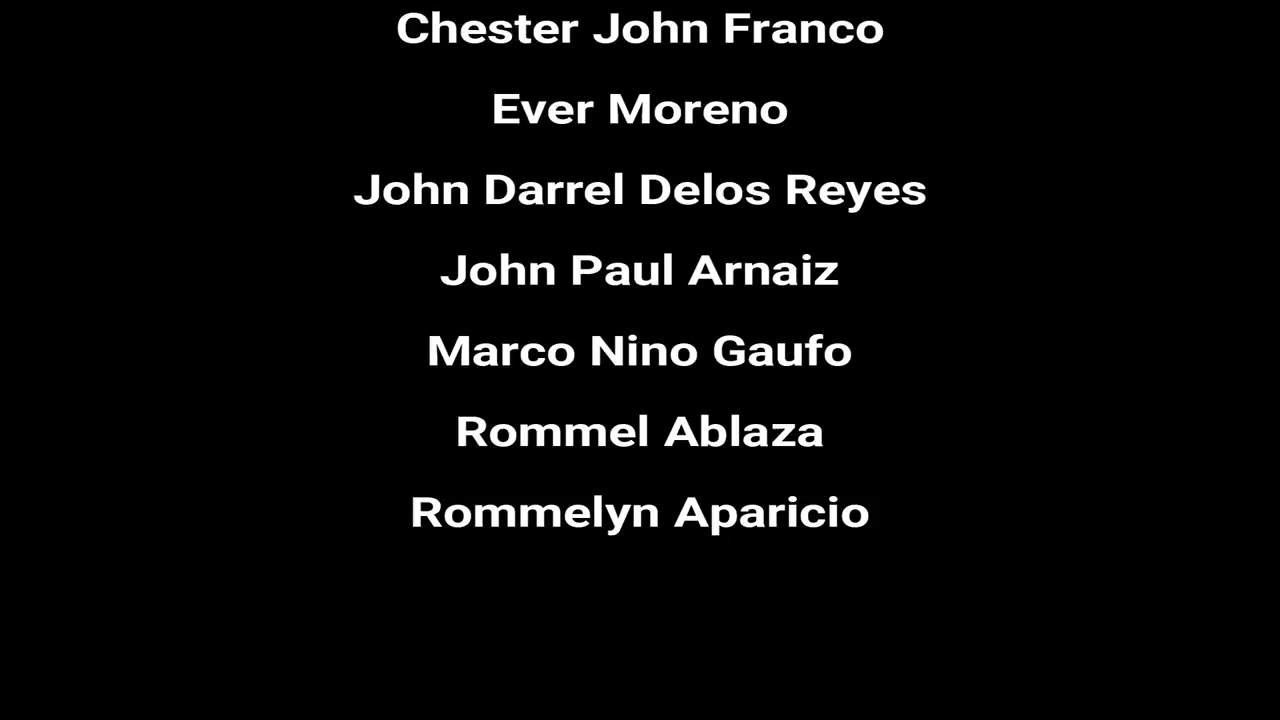 Chester John Franco
Ever Moreno
John Darrel Delos Reyes
John Paul Arnaiz
Marco Nino Gaufo
Rommel Ablaza
Rommelyn Aparicio